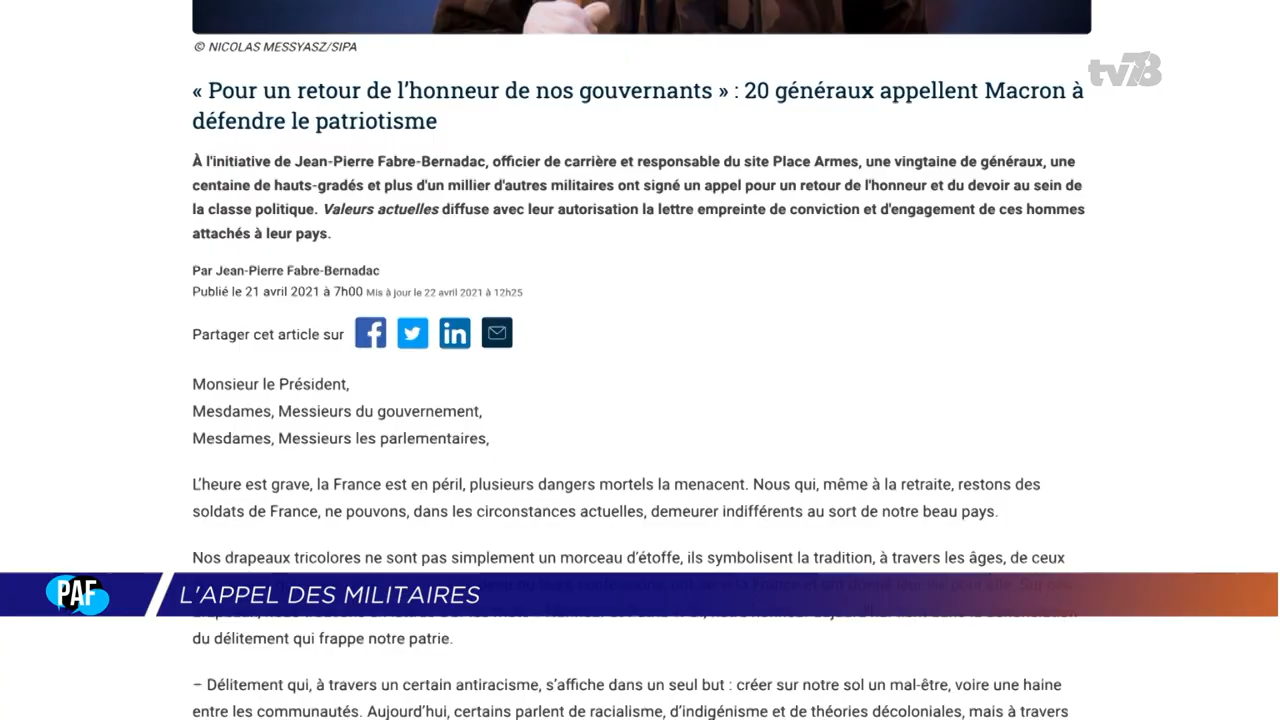 © NICOLAS MESSYASZ/SIPA
tv78
« Pour un retour de l’honneur de nos gouvernants » : 20 généraux appellent Macron à
défendre le patriotisme
À l'initiative de Jean-Pierre Fabre-Bernadac, officier de carrière et responsable du site Place Armes, une vingtaine de généraux, une
centaine de hauts-gradés et plus d'un millier d'autres militaires ont signé un appel pour un retour de l'honneur et du devoir au sein de
la classe politique. Valeurs actuelles diffuse avec leur autorisation la lettre empreinte de conviction et d'engagement de ces hommes
attachés à leur pays.
Par Jean-Pierre Fabre-Bernadac
Publié le 21 avril 2021 à 7h00 Mis à jour le 22 avril 2021 à 12h25
Partager cet article sur
Monsieur le Président,
Mesdames, Messieurs du gouvernement,
Mesdames, Messieurs les parlementaires,
L’heure est grave, la France est en péril, plusieurs dangers mortels la menacent. Nous qui, même à la retraite, restons des
soldats de France, ne pouvons, dans les circonstances actuelles, demeurer indifférents au sort de notre beau pays.
Nos drapeaux tricolores ne sont pas simplement un morceau d’étoffe, ils symbolisent la tradition, à travers les âges, de ceux
PAF L'APPEL DES MILITAIRES
du délitement qui frappe notre patrie.
– Délitement qui, à travers un certain antiracisme, s’affiche dans un seul but : créer sur notre sol un mal-être, voire une haine
entre les communautés. Aujourd’hui, certains parlent de racialisme, d’indigénisme et de théories décoloniales, mais à travers